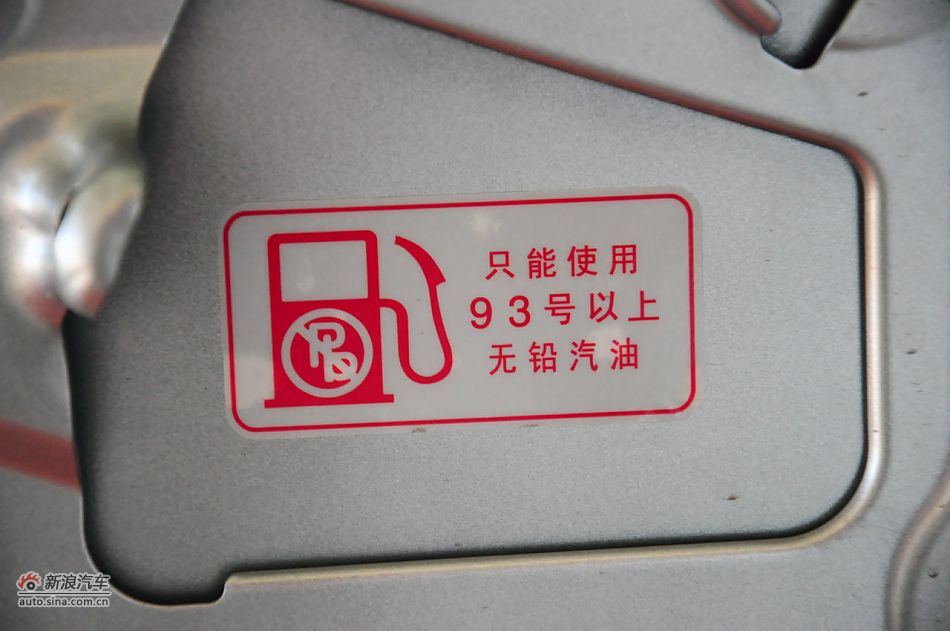 只能使用
93号以上
无铅汽油
Pb
新浪汽车
auto.sina.com.cn